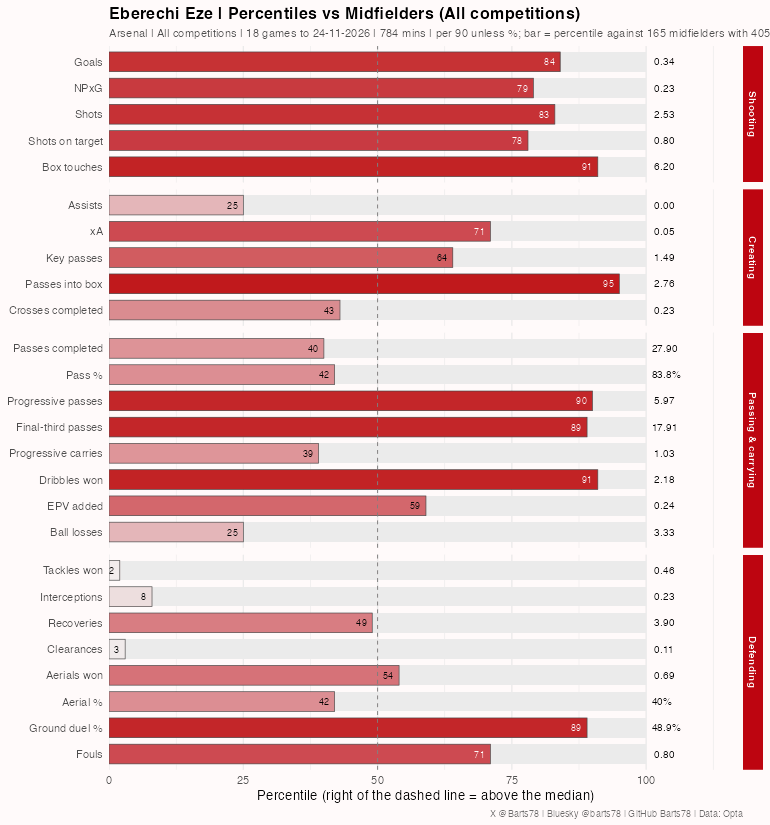 Eberechi Eze | Percentiles vs Midfielders (All competitions)
Arsenal | All competitions | 18 games to 24-11-2026 | 784 mins | per 90 unless %; bar = percentile against 165 midfielders with 405
Goals 84 0.34
NPxG 79 0.23
Shots 83 2.53
Shots on target 78 0.80
Box touches 91 6.20
Shooting
Assists 25 0.00
xA 71 0.05
Key passes 64 1.49
Passes into box 95 2.76
Crosses completed 43 0.23
Creating
Passes completed 40 27.90
Pass % 42 83.8%
Progressive passes 90 5.97
Final-third passes 89 17.91
Progressive carries 39 1.03
Dribbles won 91 2.18
EPV added 59 0.24
Ball losses 25 3.33
Passing & carrying
Tackles won 2 0.46
Interceptions 8 0.23
Recoveries 49 3.90
Clearances 3 0.11
Aerials won 54 0.69
Aerial % 42 40%
Ground duel % 89 48.9%
Fouls 71 0.80
Defending
0 25 50 75 100
Percentile (right of the dashed line = above the median)
X @Barts78 | Bluesky @barts78 | GitHub Barts78 | Data: Opta